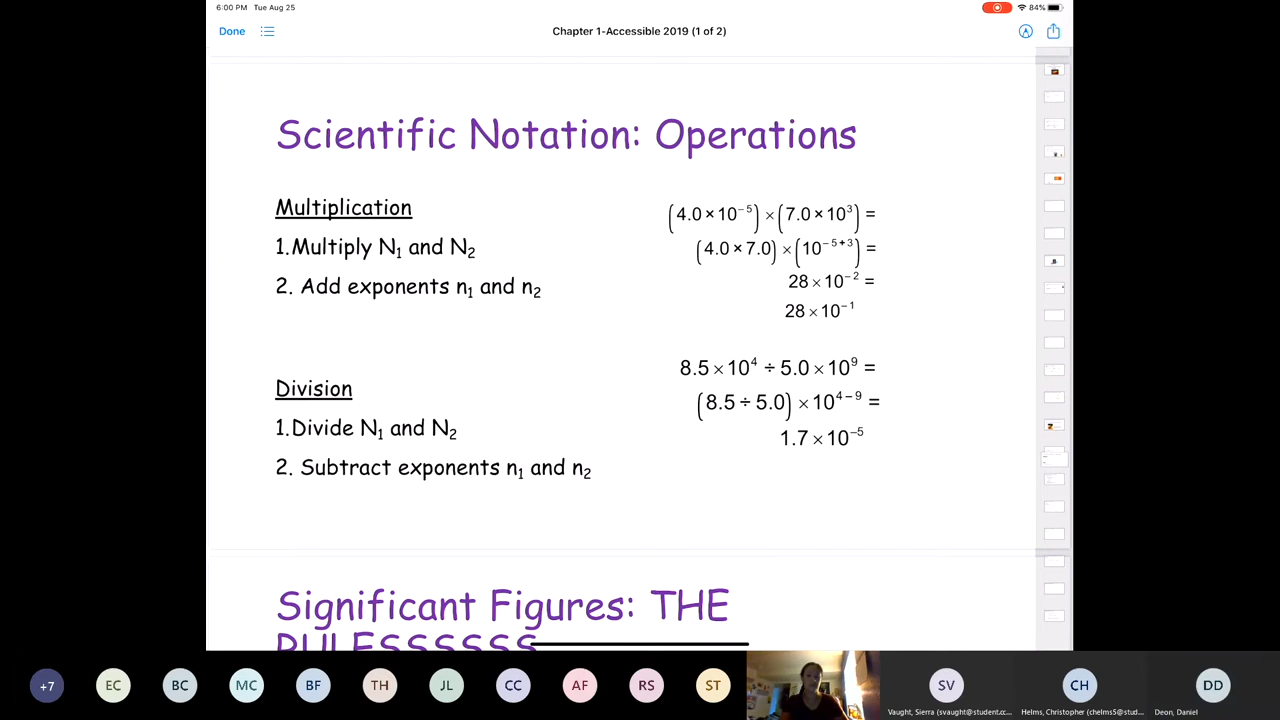 6:00 PM Tue Aug 25
84%
Done
Chapter 1-Accessible 2019 (1 of 2)
Scientific Notation: Operations
Multiplication
1.Multiply N₁ and N₂
2. Add exponents n₁ and n₂
(4.0 × 10⁻⁵) × (7.0 × 10³) =
(4.0 × 7.0) × (10⁻⁵⁺³) =
28 × 10⁻² =
28 × 10⁻¹
Division
1.Divide N₁ and N₂
2. Subtract exponents n₁ and n₂
8.5 × 10⁴ ÷ 5.0 × 10⁹ =
(8.5 ÷ 5.0) × 10⁴⁻⁹ =
1.7 × 10⁻⁵
Significant Figures: THE
RULESSSSSS
+7 EC BC MC BF TH JL CC AF RS ST SV CH DD
Vaught, Sierra (svaught@student.cc... Helms, Christopher (chelms5@stud... Deon, Daniel